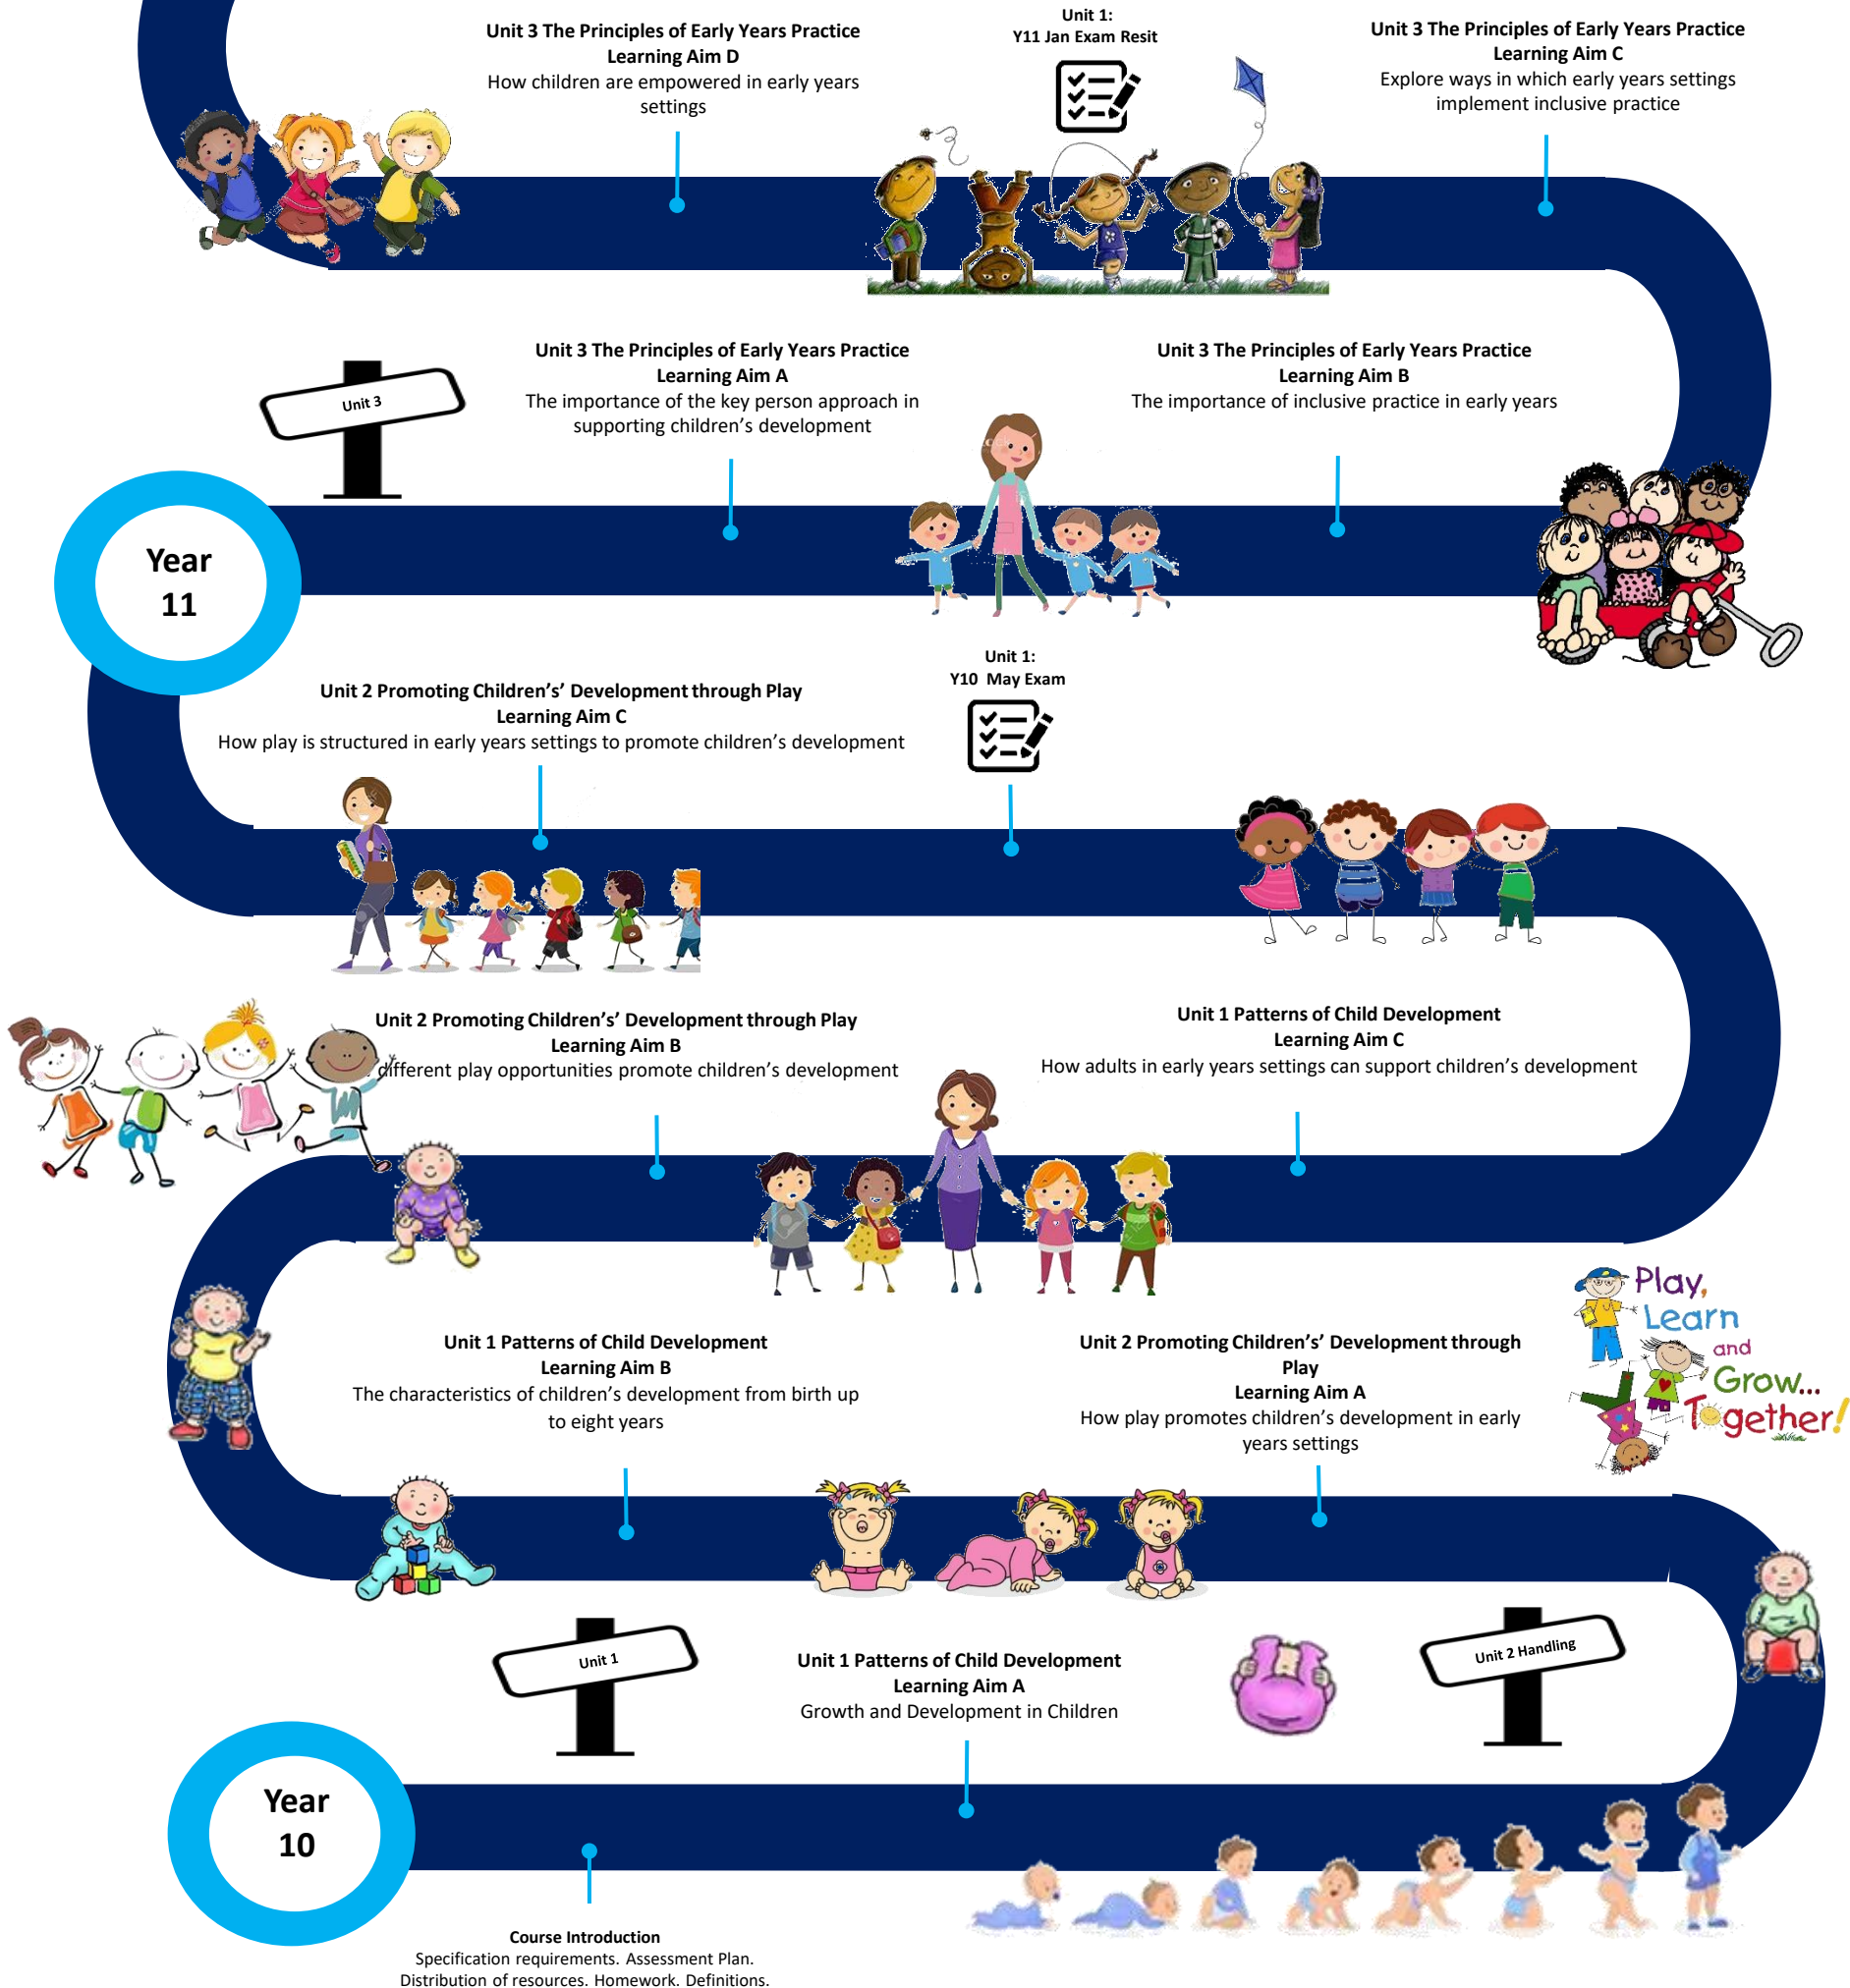 Unit 3 The Principles of Early Years Practice
Learning Aim D
How children are empowered in early years
settings
Unit 1:
Y11 Jan Exam Resit
Unit 3 The Principles of Early Years Practice
Learning Aim C
Explore ways in which early years settings
implement inclusive practice
Unit 3
Unit 3 The Principles of Early Years Practice
Learning Aim A
The importance of the key person approach in
supporting children’s development
Unit 3 The Principles of Early Years Practice
Learning Aim B
The importance of inclusive practice in early years
Year
11
Unit 2 Promoting Children’s’ Development through Play
Learning Aim C
How play is structured in early years settings to promote children’s development
Unit 1:
Y10 May Exam
Unit 2 Promoting Children’s’ Development through Play
Learning Aim B
different play opportunities promote children’s development
Unit 1 Patterns of Child Development
Learning Aim C
How adults in early years settings can support children’s development
Unit 1 Patterns of Child Development
Learning Aim B
The characteristics of children’s development from birth up
to eight years
Unit 2 Promoting Children’s’ Development through
Play
Learning Aim A
How play promotes children’s development in early
years settings
Play,
Learn
and
Grow...
Together!
Unit 1
Unit 1 Patterns of Child Development
Learning Aim A
Growth and Development in Children
Unit 2 Handling
Year
10
Course Introduction
Specification requirements. Assessment Plan.
Distribution of resources. Homework. Definitions.